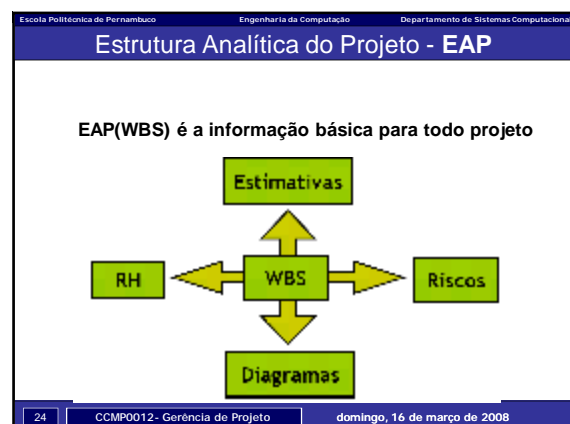 Escola Politécnica de Pernambuco Engenharia da Computação Departamento de Sistemas Computacionai
Estrutura Analítica do Projeto - EAP
EAP(WBS) é a informação básica para todo projeto
Estimativas
RH WBS Riscos
Diagramas
24 CCMP0012- Gerência de Projeto domingo, 16 de março de 2008